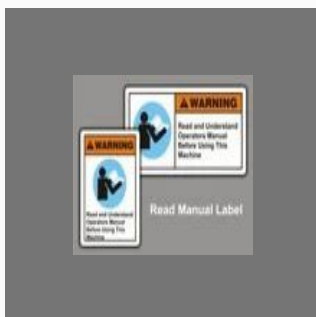 WARNING
Read and Understand
Operators Manual
Before Using This
Machine
WARNING
Read and Understand
Operators Manual
Before Using This
Machine
Read Manual Label